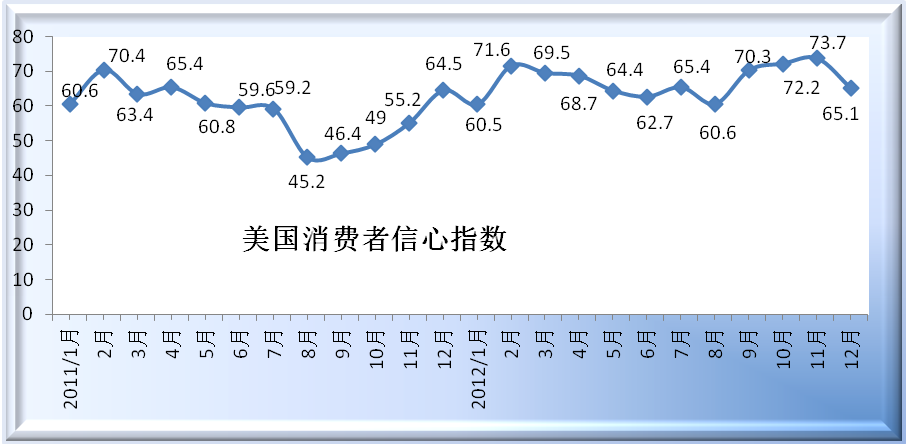 80
70
60
50
40
30
20
10
0
60.6
70.4
63.4
65.4
60.8
59.6
59.2
45.2
46.4
49
55.2
64.5
60.5
71.6
69.5
68.7
64.4
62.7
65.4
60.6
70.3
72.2
73.7
65.1
美国消费者信心指数
2011/1月
2月
3月
4月
5月
6月
7月
8月
9月
10月
11月
12月
2012/1月
2月
3月
4月
5月
6月
7月
8月
9月
10月
11月
12月